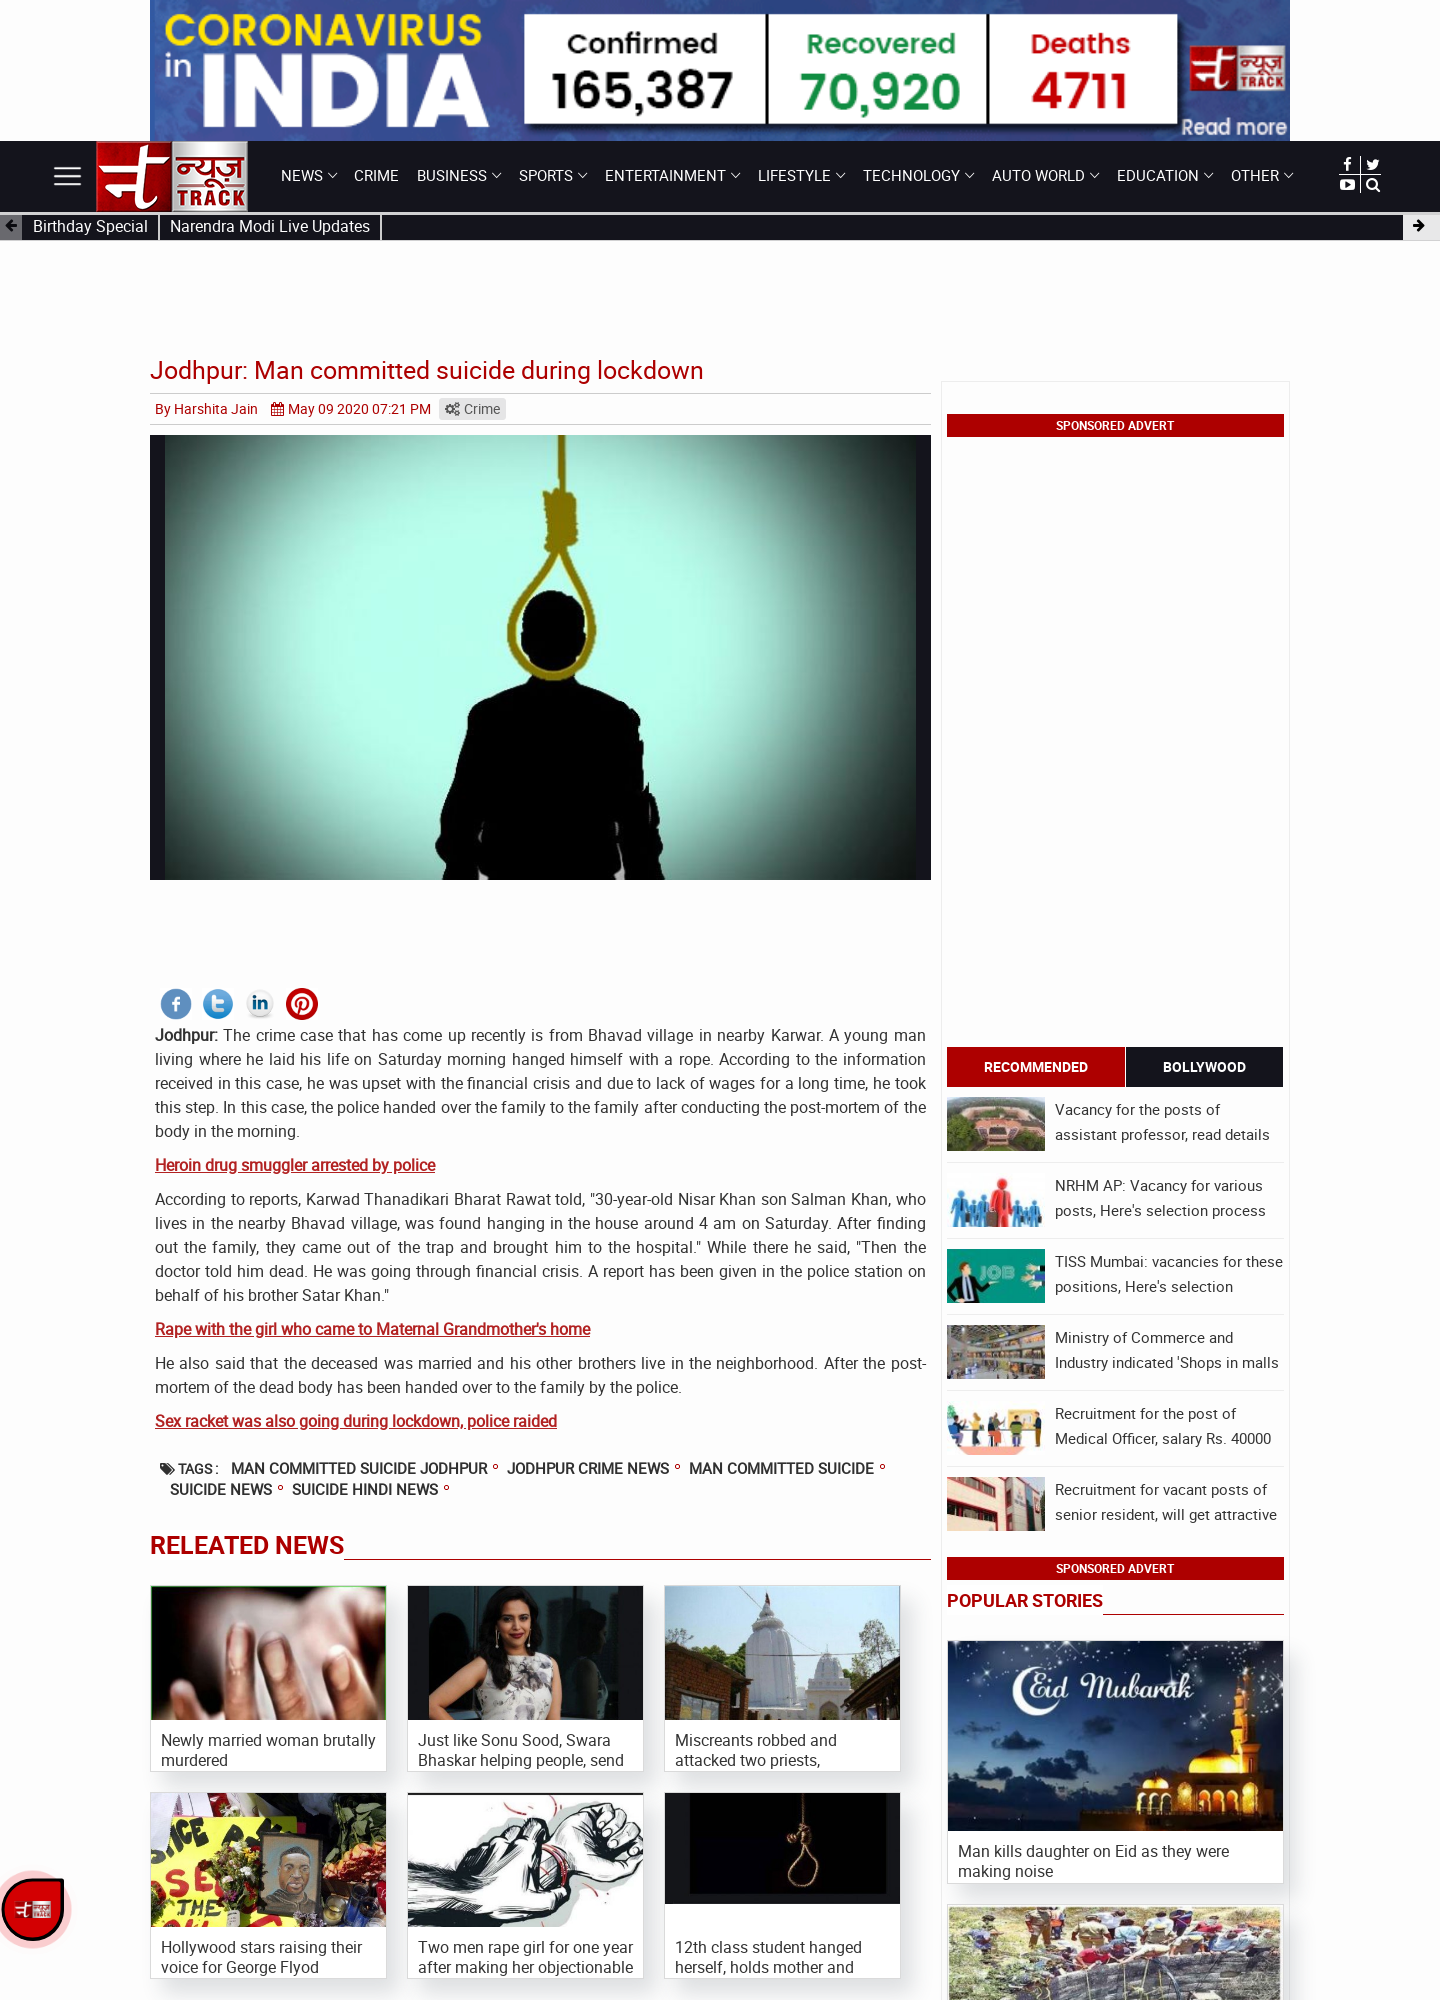 CORONAVIRUS
in
INDIA
Confirmed
165,387
Recovered
70,920
Deaths
4711
न्यूज़
TRACK
Read more
न्यूज़
TRACK
NEWS CRIME BUSINESS SPORTS ENTERTAINMENT LIFESTYLE TECHNOLOGY AUTO WORLD EDUCATION OTHER
Birthday Special
Narendra Modi Live Updates
Jodhpur: Man committed suicide during lockdown
By Harshita Jain May 09 2020 07:21 PM Crime
Jodhpur: The crime case that has come up recently is from Bhavad village in nearby Karwar. A young man
living where he laid his life on Saturday morning hanged himself with a rope. According to the information
received in this case, he was upset with the financial crisis and due to lack of wages for a long time, he took
this step. In this case, the police handed over the family to the family after conducting the post-mortem of the
body in the morning.
Heroin drug smuggler arrested by police
According to reports, Karwad Thanadikari Bharat Rawat told, "30-year-old Nisar Khan son Salman Khan, who
lives in the nearby Bhavad village, was found hanging in the house around 4 am on Saturday. After finding
out the family, they came out of the trap and brought him to the hospital." While there he said, "Then the
doctor told him dead. He was going through financial crisis. A report has been given in the police station on
behalf of his brother Satar Khan."
Rape with the girl who came to Maternal Grandmother's home
He also said that the deceased was married and his other brothers live in the neighborhood. After the post-
mortem of the dead body has been handed over to the family by the police.
Sex racket was also going during lockdown, police raided
TAGS : MAN COMMITTED SUICIDE JODHPUR JODHPUR CRIME NEWS MAN COMMITTED SUICIDE
SUICIDE NEWS SUICIDE HINDI NEWS
RELEATED NEWS
Newly married woman brutally
murdered
Just like Sonu Sood, Swara
Bhaskar helping people, send
Miscreants robbed and
attacked two priests,
Hollywood stars raising their
voice for George Flyod
Two men rape girl for one year
after making her objectionable
12th class student hanged
herself, holds mother and
SPONSORED ADVERT
RECOMMENDED
BOLLYWOOD
Vacancy for the posts of
assistant professor, read details
NRHM AP: Vacancy for various
posts, Here's selection process
JOB
TISS Mumbai: vacancies for these
positions, Here's selection
Ministry of Commerce and
Industry indicated 'Shops in malls
Recruitment for the post of
Medical Officer, salary Rs. 40000
Recruitment for vacant posts of
senior resident, will get attractive
SPONSORED ADVERT
POPULAR STORIES
Eid Mubarak
Man kills daughter on Eid as they were
making noise